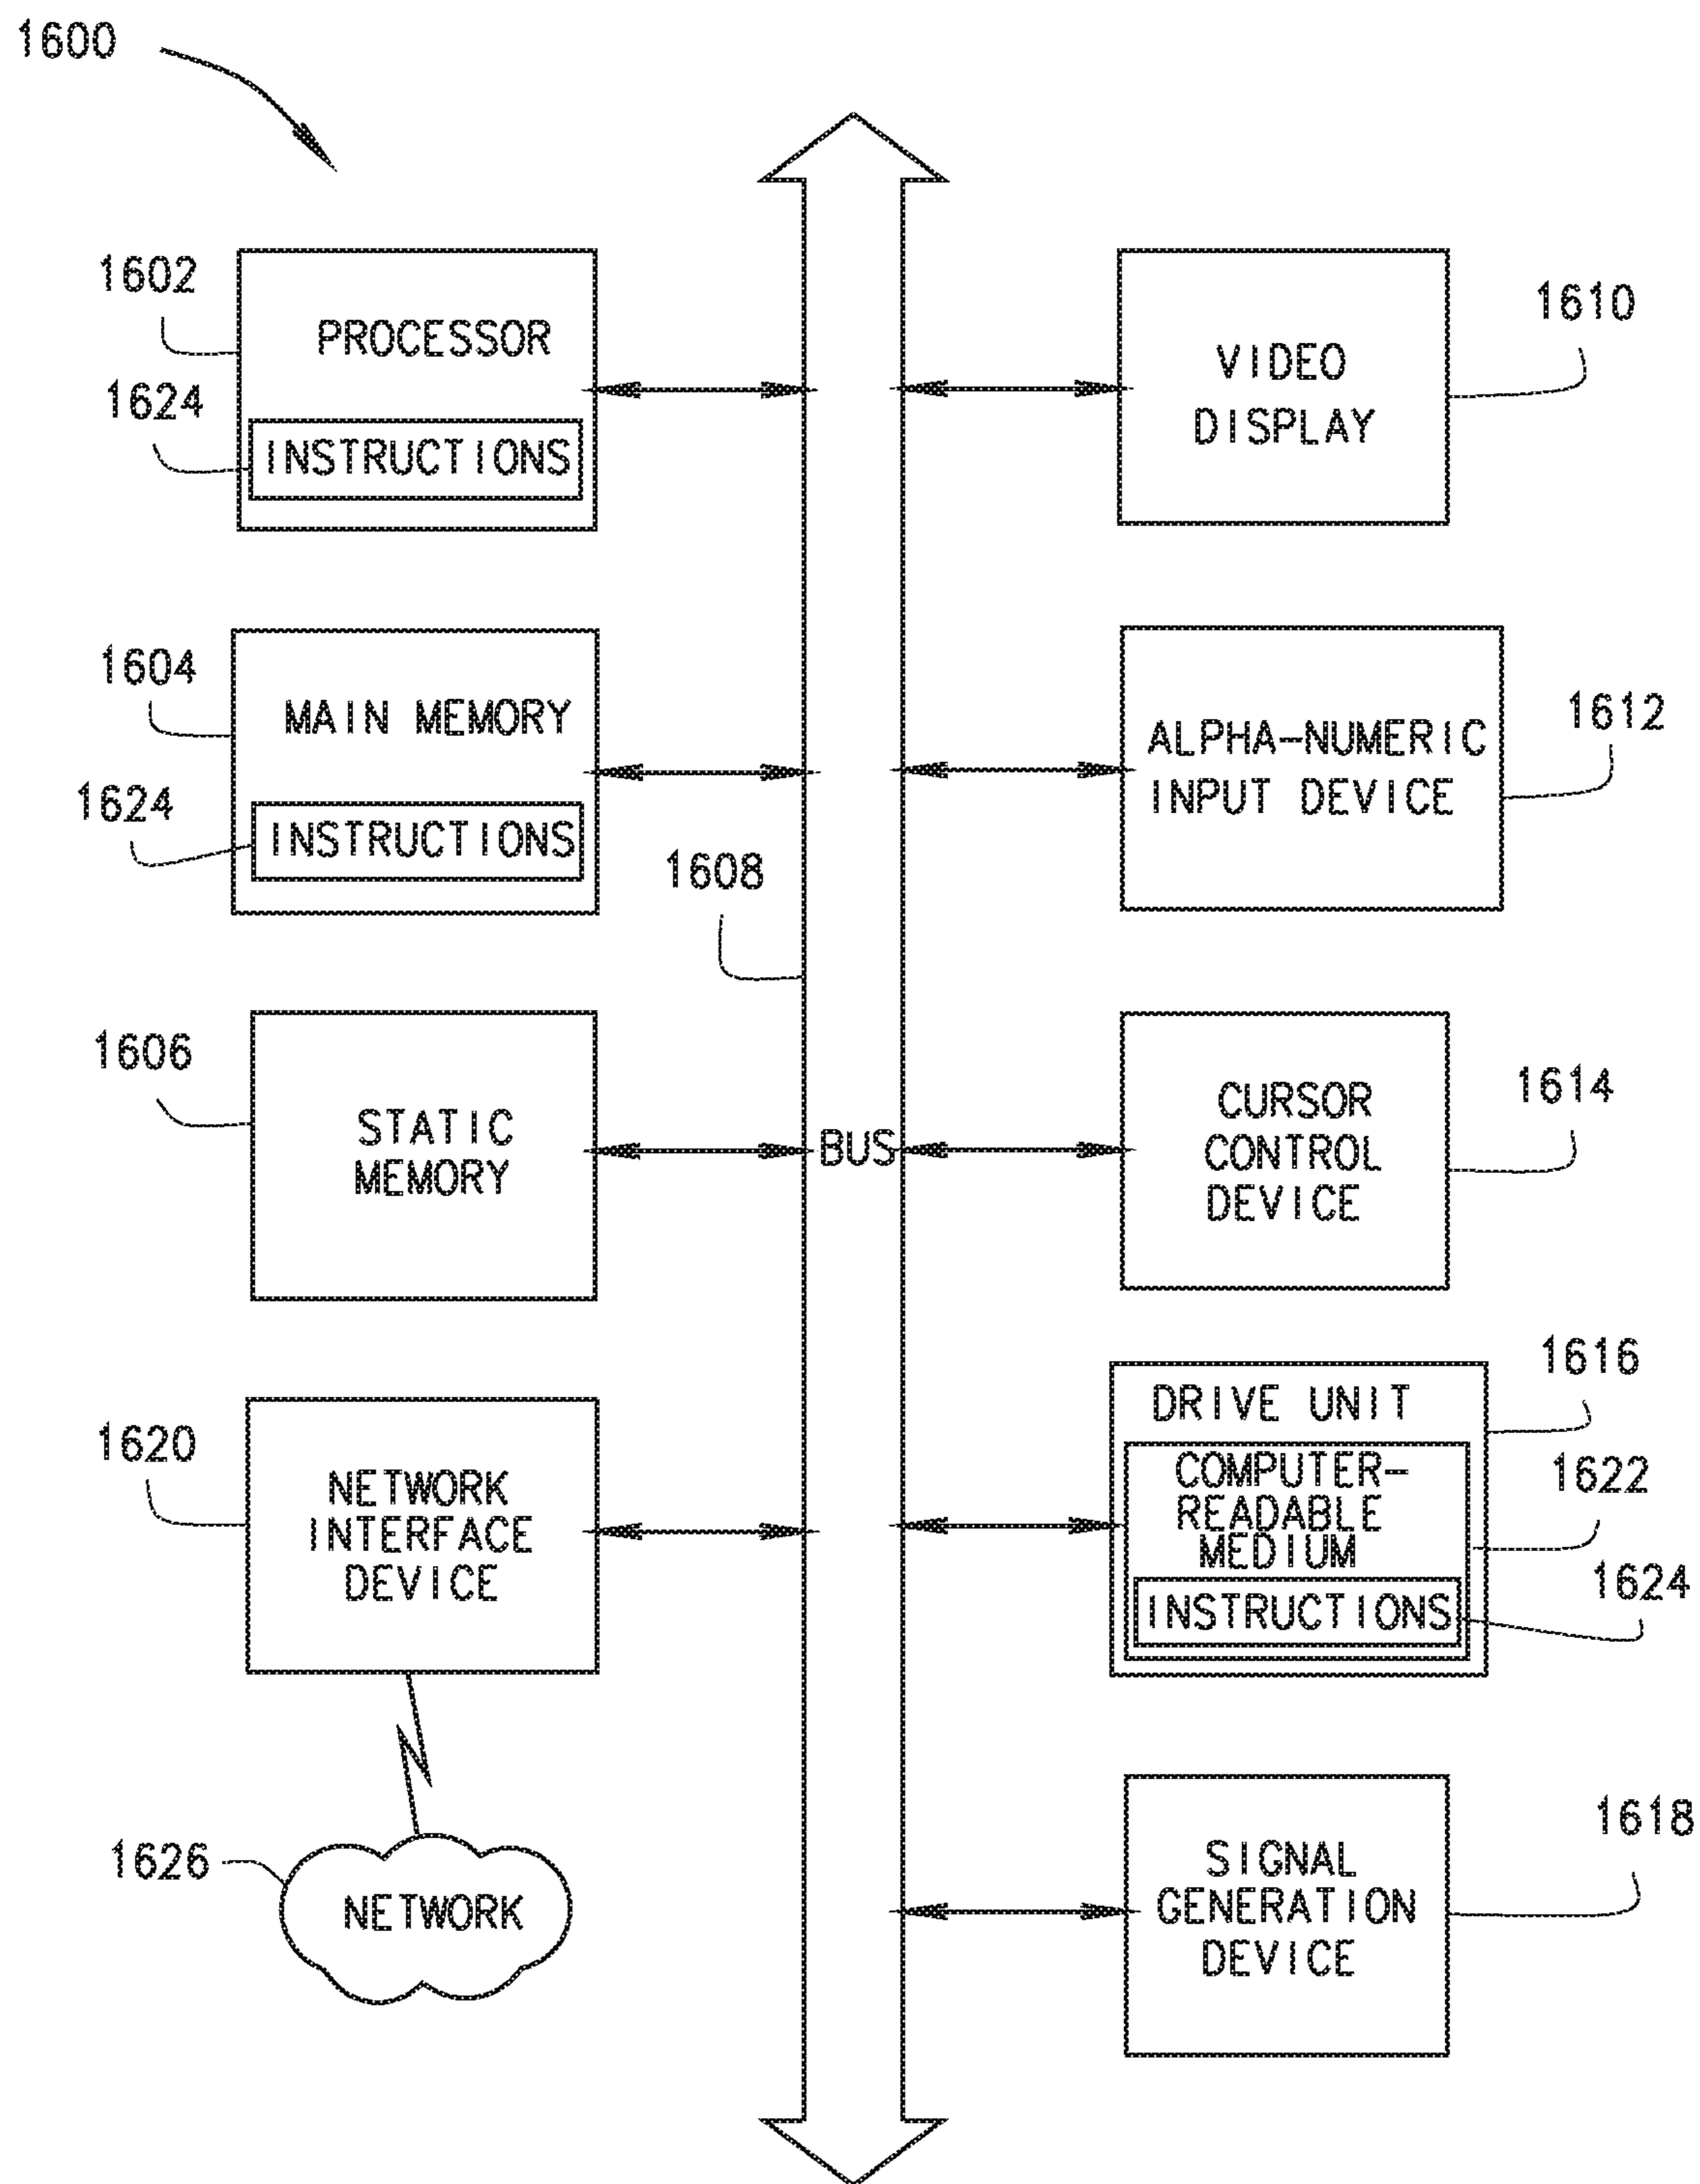 1600
1602
PROCESSOR
1624
INSTRUCTIONS
1604
MAIN MEMORY
1624
INSTRUCTIONS
1608
1606
STATIC
MEMORY
1620
NETWORK
INTERFACE
DEVICE
1626
NETWORK
BUS
1610
VIDEO
DISPLAY
1612
ALPHA-NUMERIC
INPUT DEVICE
1614
CURSOR
CONTROL
DEVICE
1616
DRIVE UNIT
1622
COMPUTER-
READABLE
MEDIUM
1624
INSTRUCTIONS
1618
SIGNAL
GENERATION
DEVICE